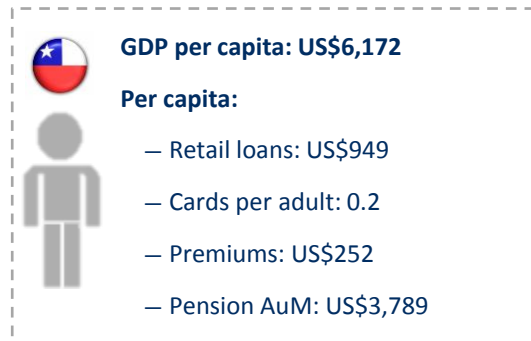 GDP per capita: US$6,172
Per capita:
— Retail loans: US$949
— Cards per adult: 0.2
— Premiums: US$252
— Pension AuM: US$3,789